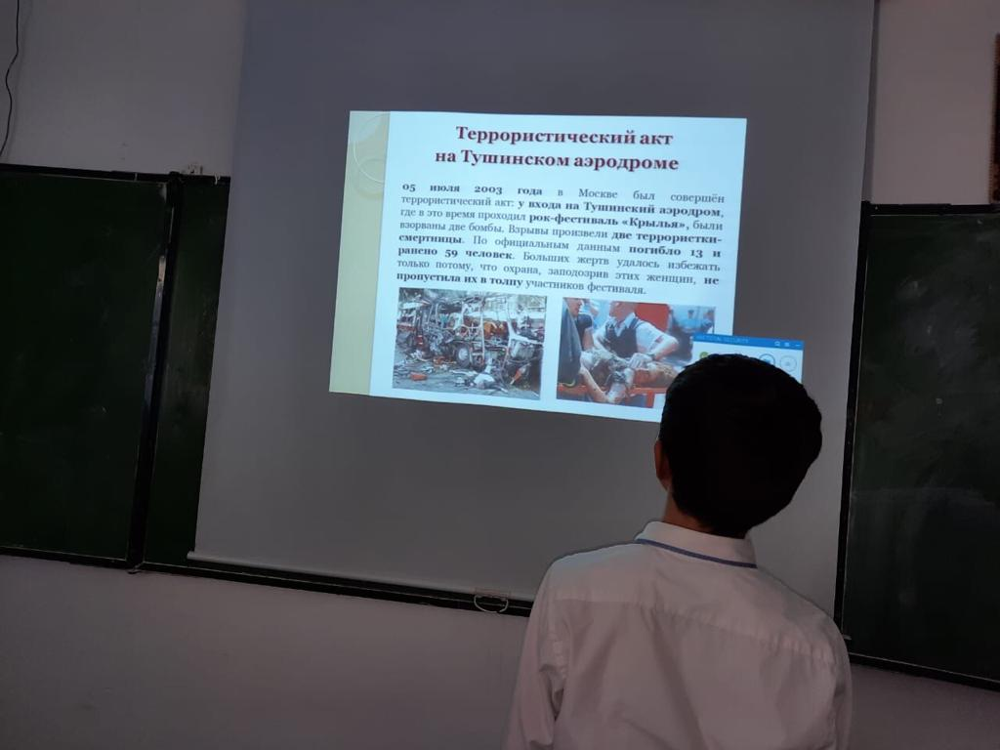 Террористический акт
на Тушинском аэродроме
05 июля 2003 года в Москве был совершён
террористический акт: у входа на Тушинский аэродром,
где в это время проходил рок-фестиваль «Крылья», были
взорваны две бомбы. Взрывы произвели две террористки-
смертницы. По официальным данным погибло 13 и
ранено 59 человек. Больших жертв удалось избежать
только потому, что охрана, заподозрив этих женщин, не
пропустила их в толпу участников фестиваля.
TOTAL SECURITY